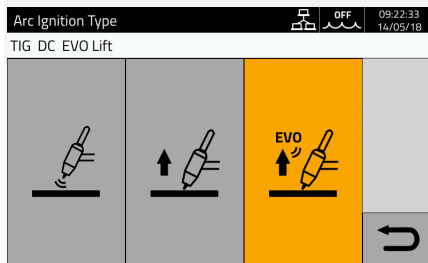 Arc Ignition Type
OFF
09:22:33
14/05/18
TIG DC EVO Lift
EVO